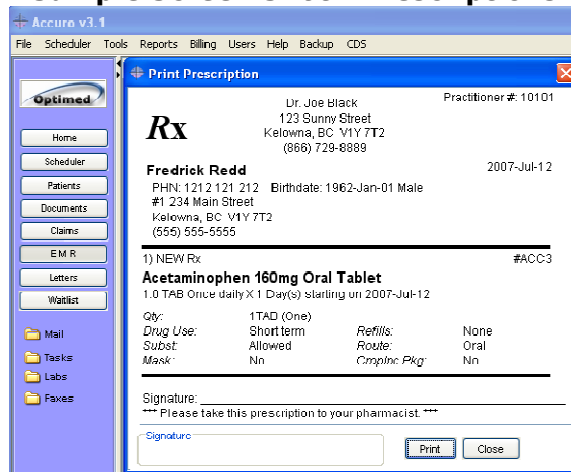 Accuro v3.1
File Scheduler Tools Reports Billing Users Help Backup CDS
Optimed
Home
Scheduler
Patients
Documents
Claims
EMR
Letters
Waitlist
Mail
Tasks
Labs
Faxes
Print Prescription
Rx
Dr. Joe Black
123 Sunny Street
Kelowna, BC V1Y 7T2
(866) 729-8889
Practitioner #: 10101
Fredrick Redd
2007-Jul-12
PHN: 1212 121 212 Birthdate: 1962-Jan-01 Male
#1 234 Main Street
Kelowna, BC V1Y 7T2
(555) 555-5555
1) NEW Rx #ACC3
Acetaminophen 160mg Oral Tablet
1.0 TAB Once daily X 1 Day(s) starting on 2007-Jul-12
Qty: 1TAD (One)
Drug Use: Short term Refills: None
Subst: Allowed Route: Oral
Mask: No Cmpinc Pkg: No
Signature:
*** Please take this prescription to your pharmacist. ***
Signature
Print Close